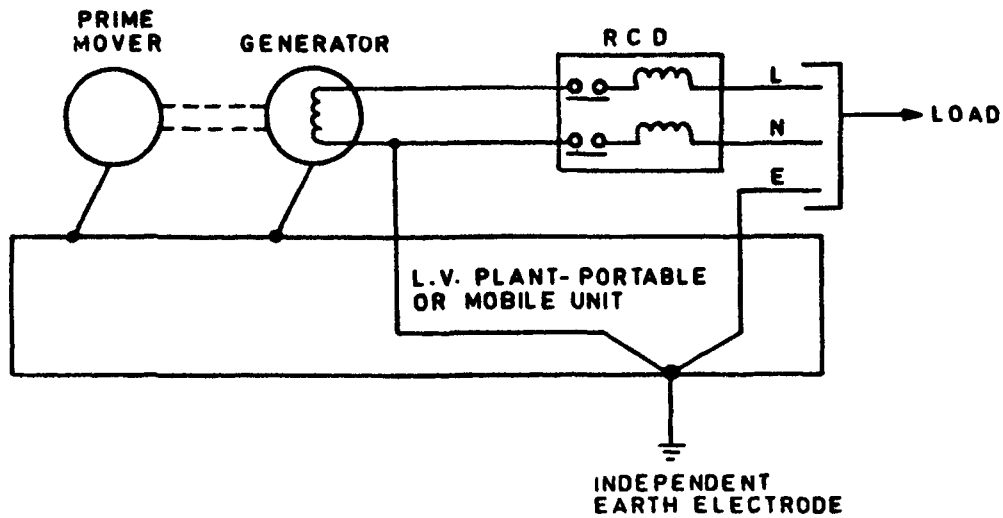 PRIME
MOVER
GENERATOR
RCD
L
N
E
LOAD
L.V. PLANT-PORTABLE
OR MOBILE UNIT
INDEPENDENT
EARTH ELECTRODE